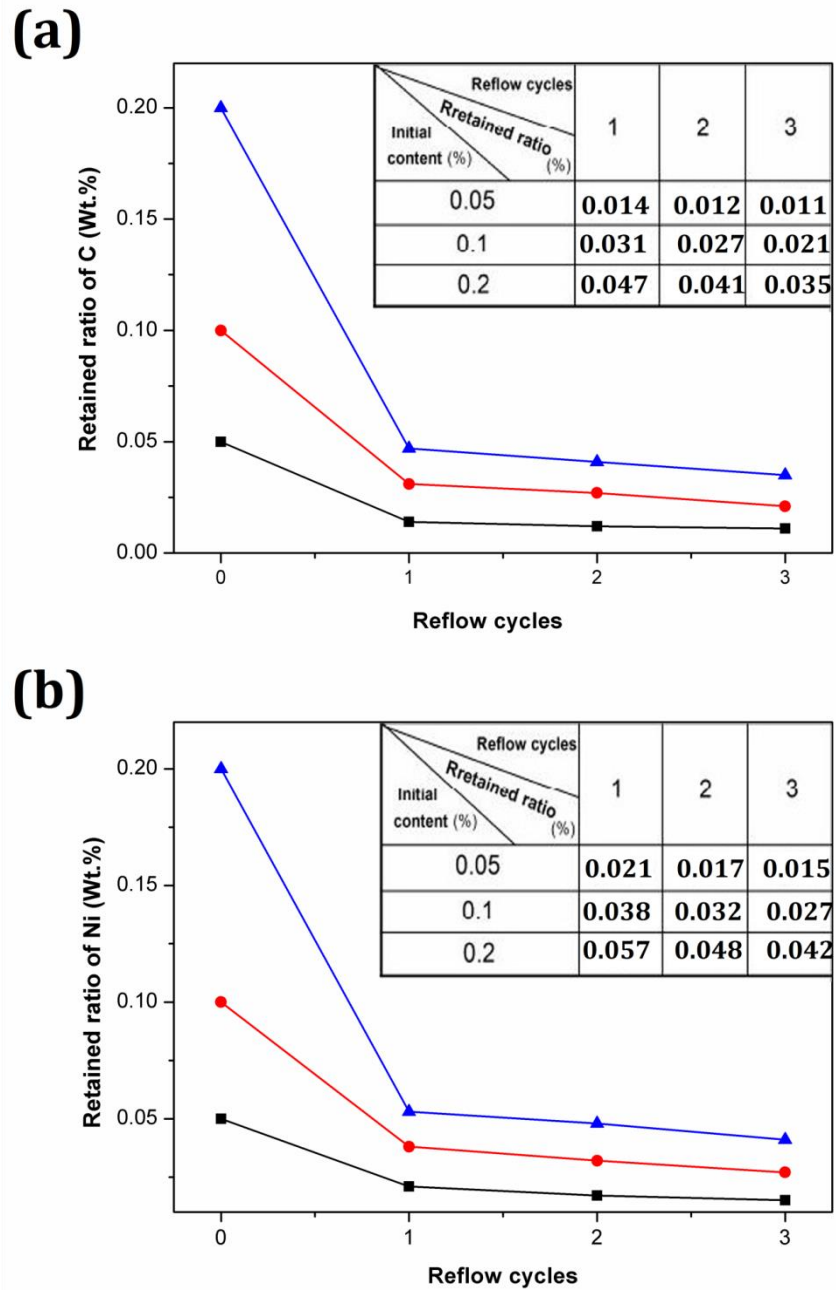 (a)
Retained ratio of C (Wt.%)
0.20
0.15
0.10
0.05
0.00
0 1 2 3
Reflow cycles
Reflow cycles
Rretained ratio
(%)
Initial
content (%)
1 2 3
0.05 0.014 0.012 0.011
0.1 0.031 0.027 0.021
0.2 0.047 0.041 0.035
(b)
Retained ratio of Ni (Wt.%)
0.20
0.15
0.10
0.05
0 1 2 3
Reflow cycles
Reflow cycles
Rretained ratio
(%)
Initial
content (%)
1 2 3
0.05 0.021 0.017 0.015
0.1 0.038 0.032 0.027
0.2 0.057 0.048 0.042